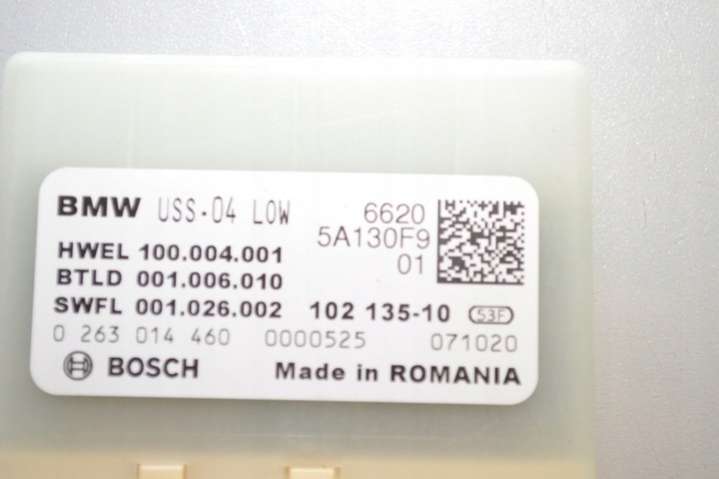 BMW USS-04 LOW 6620
5A130F9
HWEL 100.004.001 01
BTLD 001.006.010
SWFL 001.026.002 102 135-10 53F
0 263 014 460 0000525 071020
BOSCH Made in ROMANIA